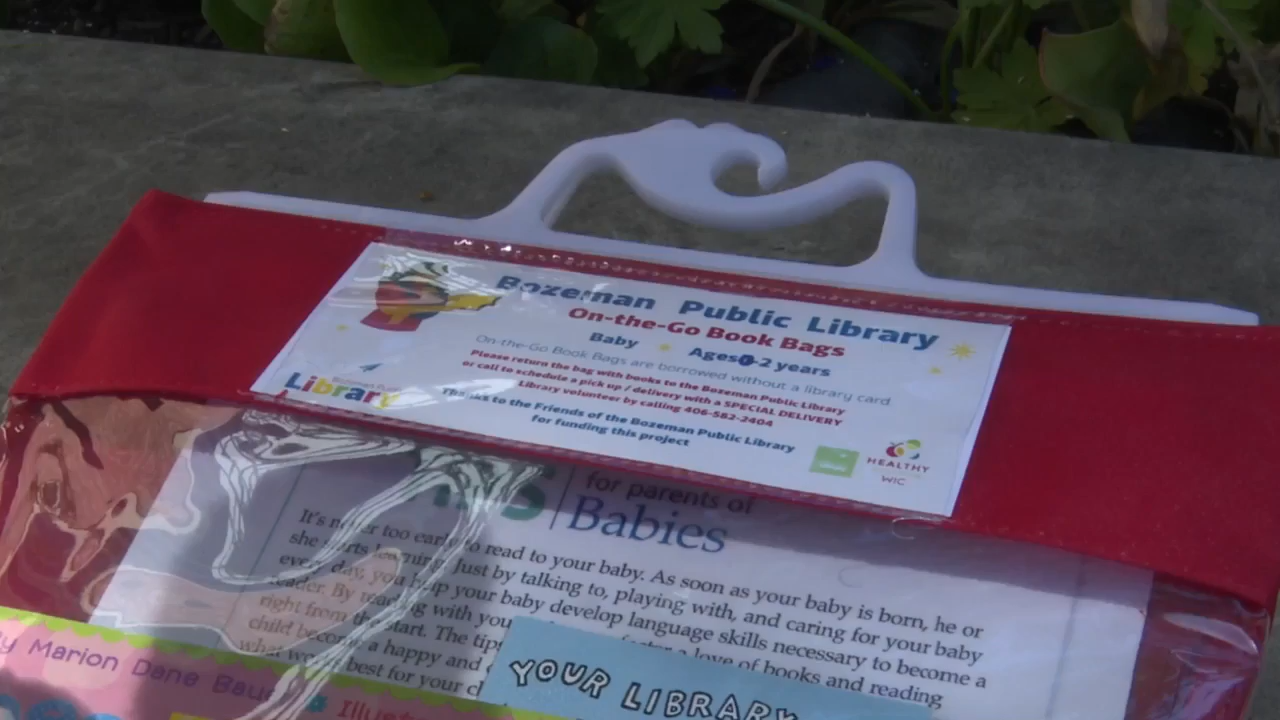 Bozeman Public Library
On-the-Go Book Bags
Baby Ages 0-2 years
On-the-Go Book Bags are borrowed without a library card
Please return the bag with books to the Bozeman Public Library
or call to schedule a pick up / delivery with a SPECIAL DELIVERY
Library volunteer by calling 406-582-2404
Thanks to the Friends of the Bozeman Public Library
for funding this project
Library
HEALTHY
WIC
for parents of
Babies
It's never too early to read to your baby. As soon as your baby is born, he or
she starts learning. Just by talking to, playing with, and caring for your baby
every day, you help your baby develop language skills necessary to become a
reader. By reading with your a love of books and reading
right from the start. The tips
child become a happy and
what works best for your
YOUR LIBRARY
by Marion Dane Bauer